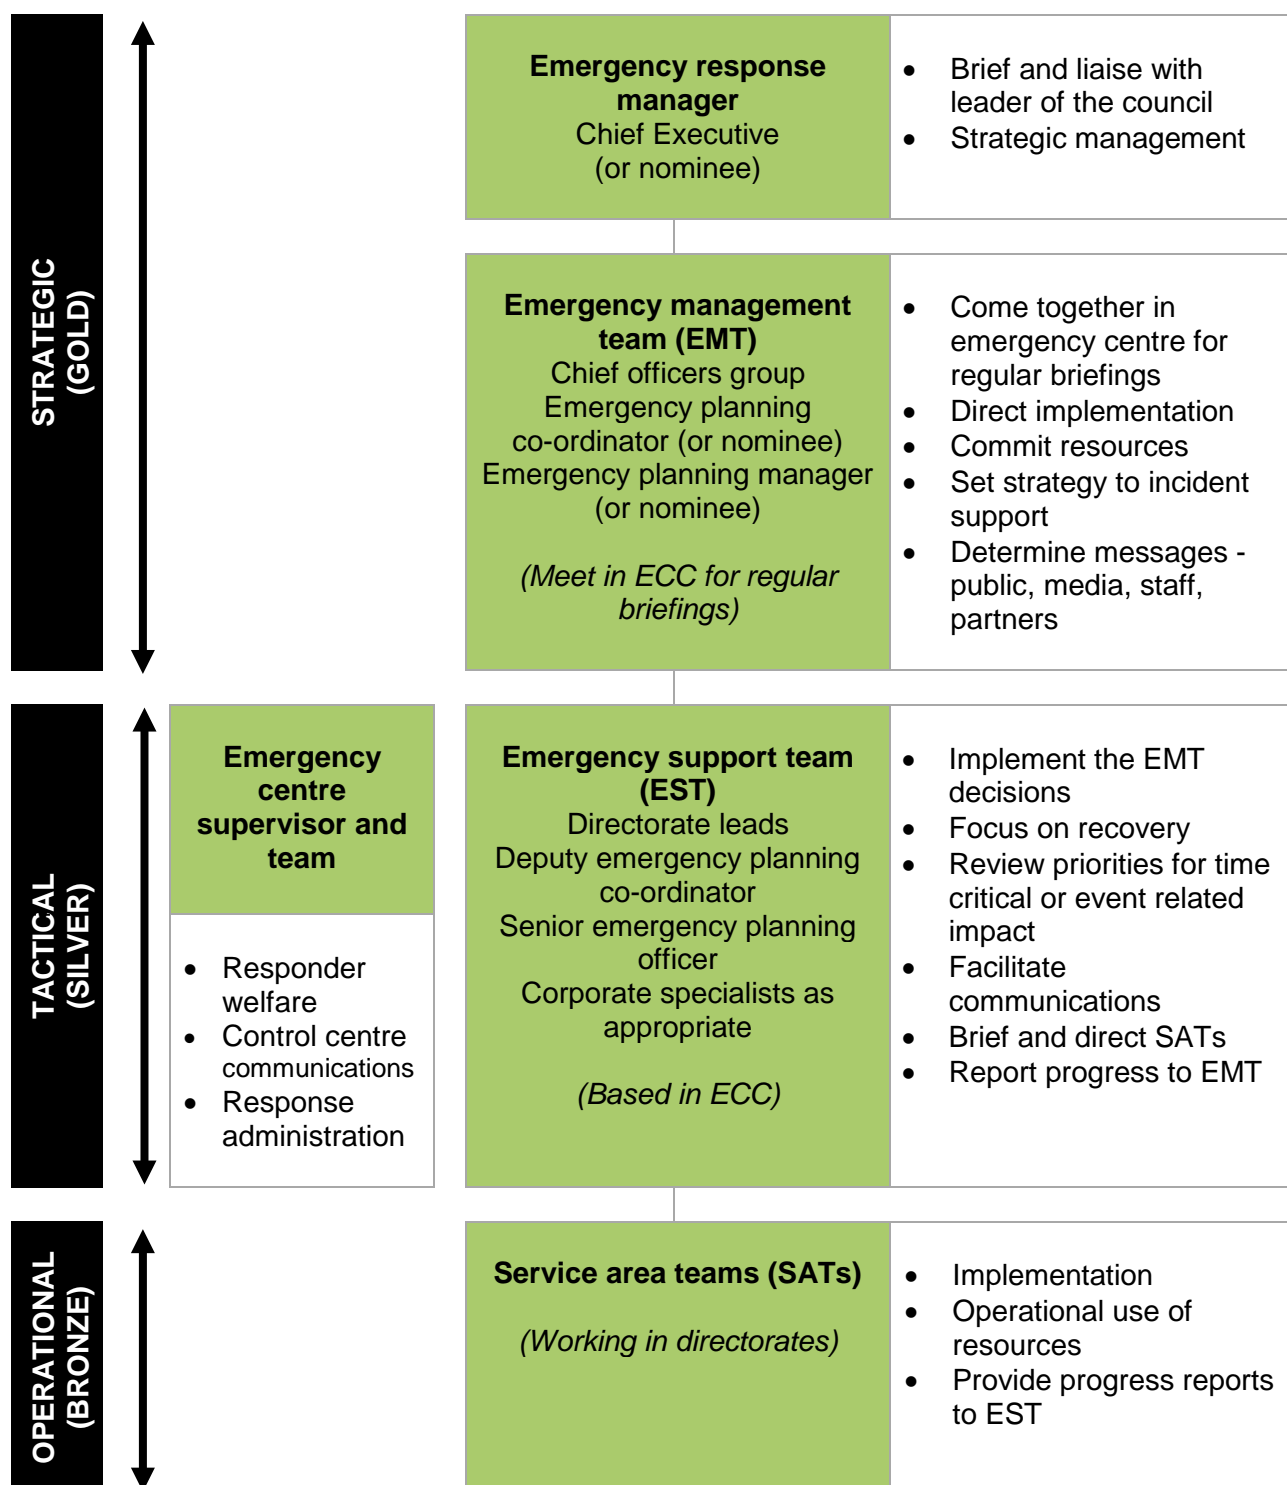 STRATEGIC
(GOLD)
Emergency response
manager
Chief Executive
(or nominee)
• Brief and liaise with
leader of the council
• Strategic management
Emergency management
team (EMT)
Chief officers group
Emergency planning
co-ordinator (or nominee)
Emergency planning manager
(or nominee)
(Meet in ECC for regular
briefings)
• Come together in
emergency centre for
regular briefings
• Direct implementation
• Commit resources
• Set strategy to incident
support
• Determine messages -
public, media, staff,
partners
TACTICAL
(SILVER)
Emergency
centre
supervisor and
team
• Responder
welfare
• Control centre
communications
• Response
administration
Emergency support team
(EST)
Directorate leads
Deputy emergency planning
co-ordinator
Senior emergency planning
officer
Corporate specialists as
appropriate
(Based in ECC)
• Implement the EMT
decisions
• Focus on recovery
• Review priorities for time
critical or event related
impact
• Facilitate
communications
• Brief and direct SATs
• Report progress to EMT
OPERATIONAL
(BRONZE)
Service area teams (SATs)
(Working in directorates)
• Implementation
• Operational use of
resources
• Provide progress reports
to EST